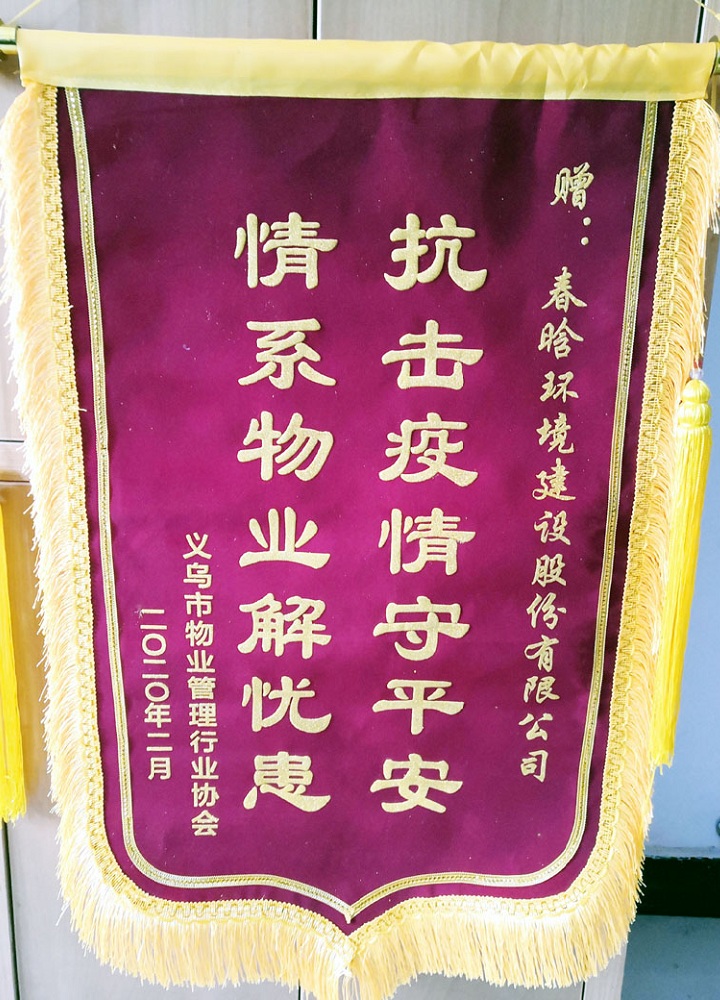 赠：春晗环境建设股份有限公司
抗击疫情守平安
情系物业解忧患
义乌市物业管理行业协会
二〇二〇年二月